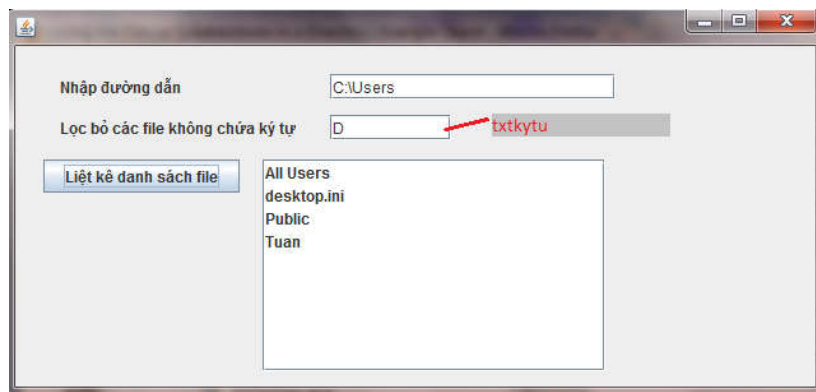 Nhập đường dẫn
C:\Users
Lọc bỏ các file không chứa ký tự
D
txtkytu
Liệt kê danh sách file
All Users
desktop.ini
Public
Tuan